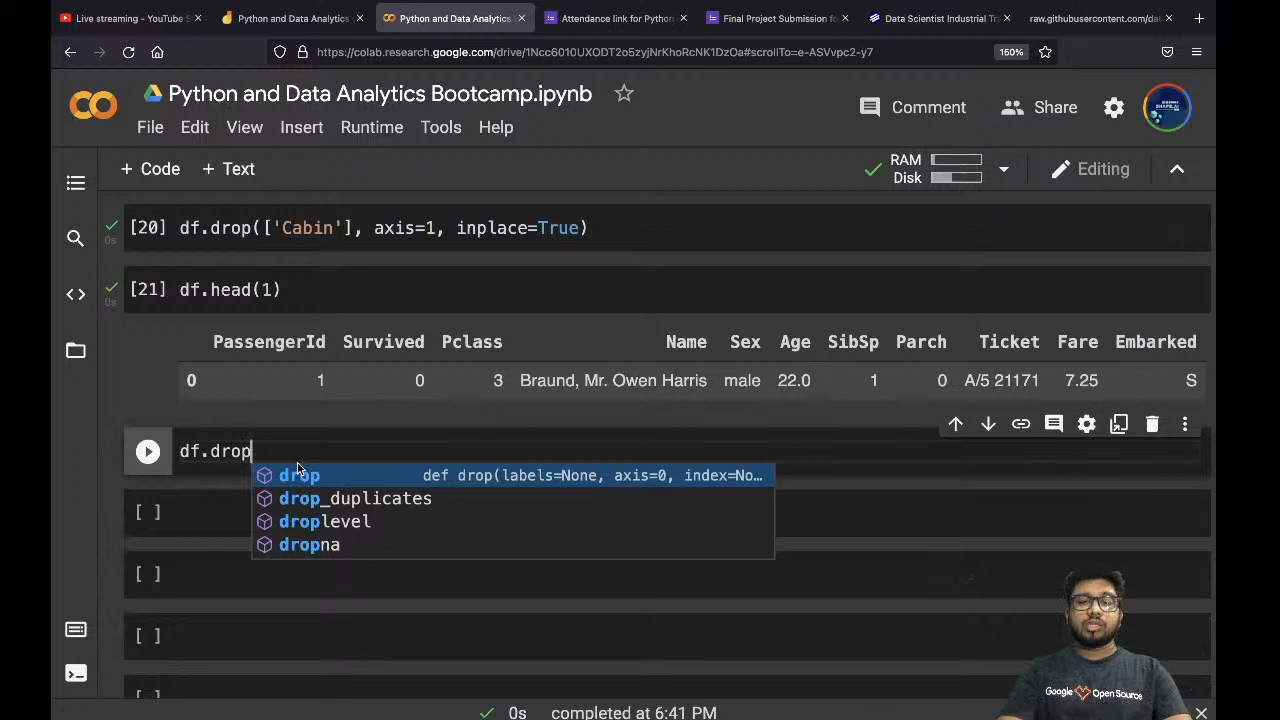 Live streaming - YouTube S
Python and Data Analytics
Python and Data Analytics
Attendance link for Python
Final Project Submission fo
Data Scientist Industrial Tra
raw.githubusercontent.com/dat
https://colab.research.google.com/drive/1Ncc6010UXODT2o5zyjNrKhoRcNK1DzOa#scrollTo=e-ASVvpc2-y7
150%
Python and Data Analytics Bootcamp.ipynb
Comment
Share
File Edit View Insert Runtime Tools Help
+ Code + Text
RAM
Disk
Editing
[20] df.drop(['Cabin'], axis=1, inplace=True)
0s
[21] df.head(1)
0s
PassengerId Survived Pclass Name Sex Age SibSp Parch Ticket Fare Embarked
0 1 0 3 Braund, Mr. Owen Harris male 22.0 1 0 A/5 21171 7.25 S
df.drop
drop def drop(labels=None, axis=0, index=No…
drop_duplicates
droplevel
dropna
[ ]
[ ]
[ ]
[ ]
Google Open Source
0s completed at 6:41 PM